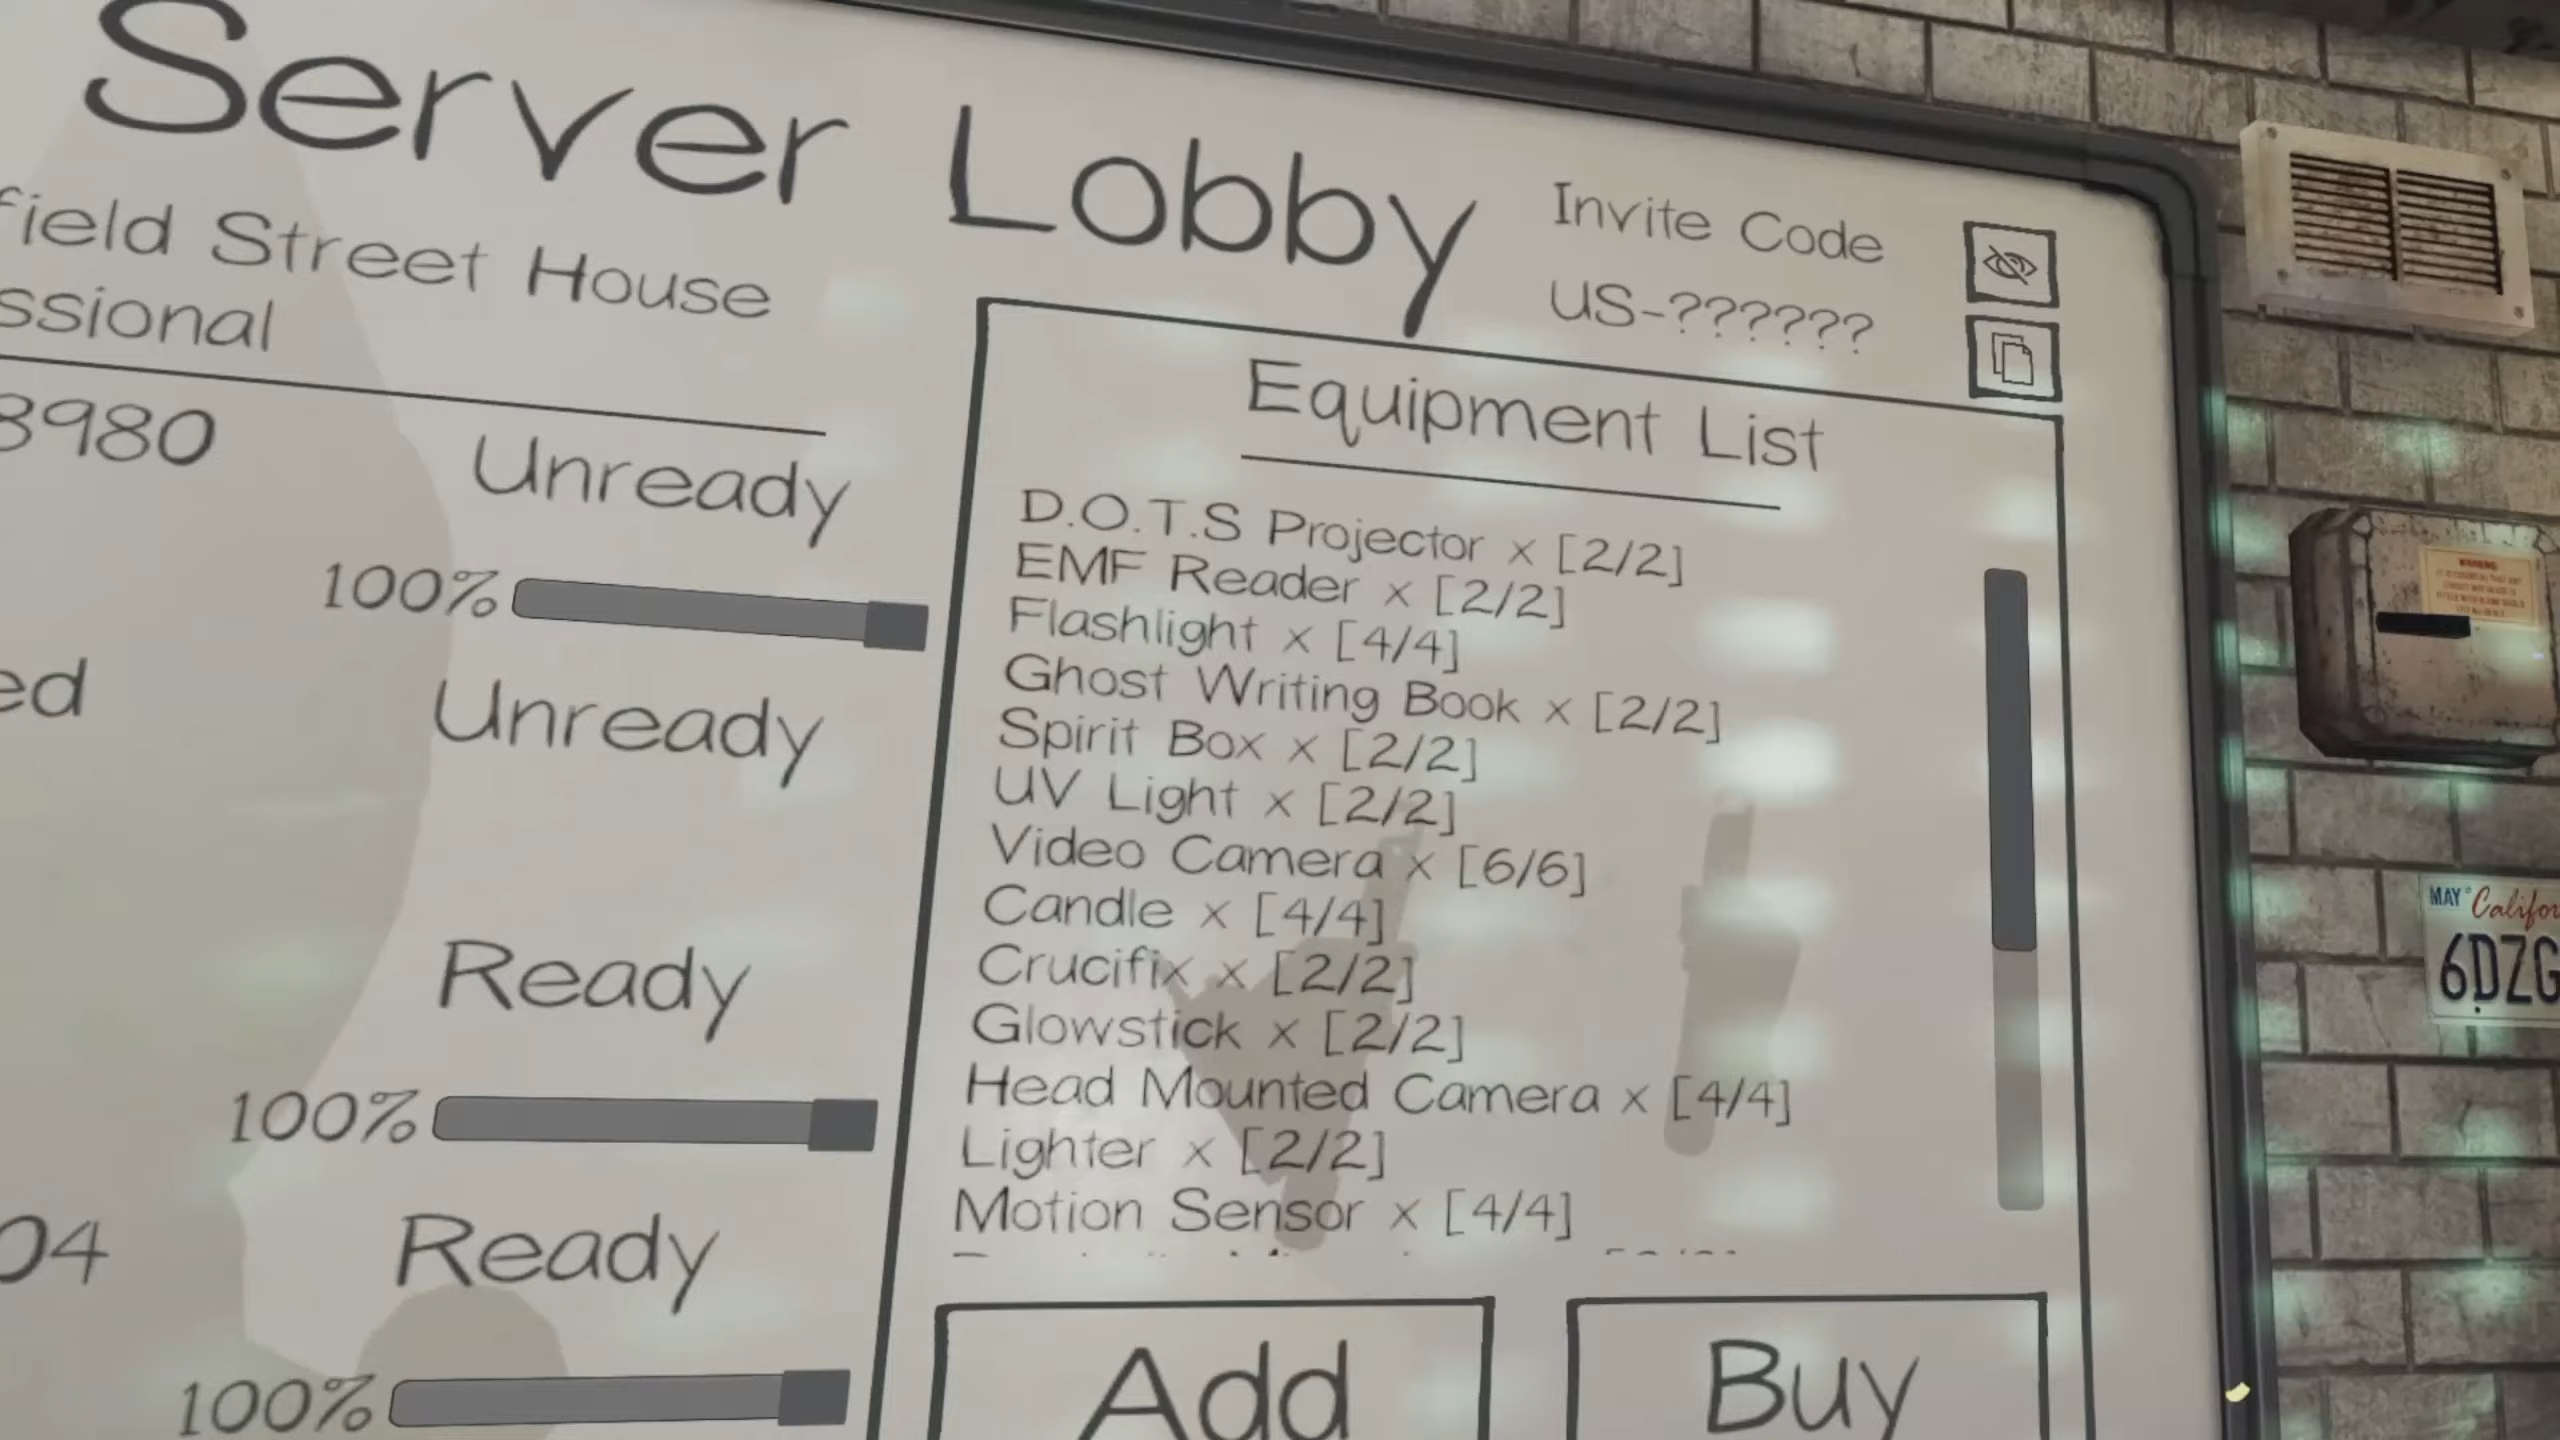 Server Lobby
Invite Code
US-??????
field Street House
ssional
8980
Unready
100%
ed
Unready
Ready
100%
04
Ready
100%
Equipment List
D.O.T.S Projector x [2/2]
EMF Reader x [2/2]
Flashlight x [4/4]
Ghost Writing Book x [2/2]
Spirit Box x [2/2]
UV Light x [2/2]
Video Camera x [6/6]
Candle x [4/4]
Crucifix x [2/2]
Glowstick x [2/2]
Head Mounted Camera x [4/4]
Lighter x [2/2]
Motion Sensor x [4/4]
Add
Buy
WARNING
MAY Califor
6DZG